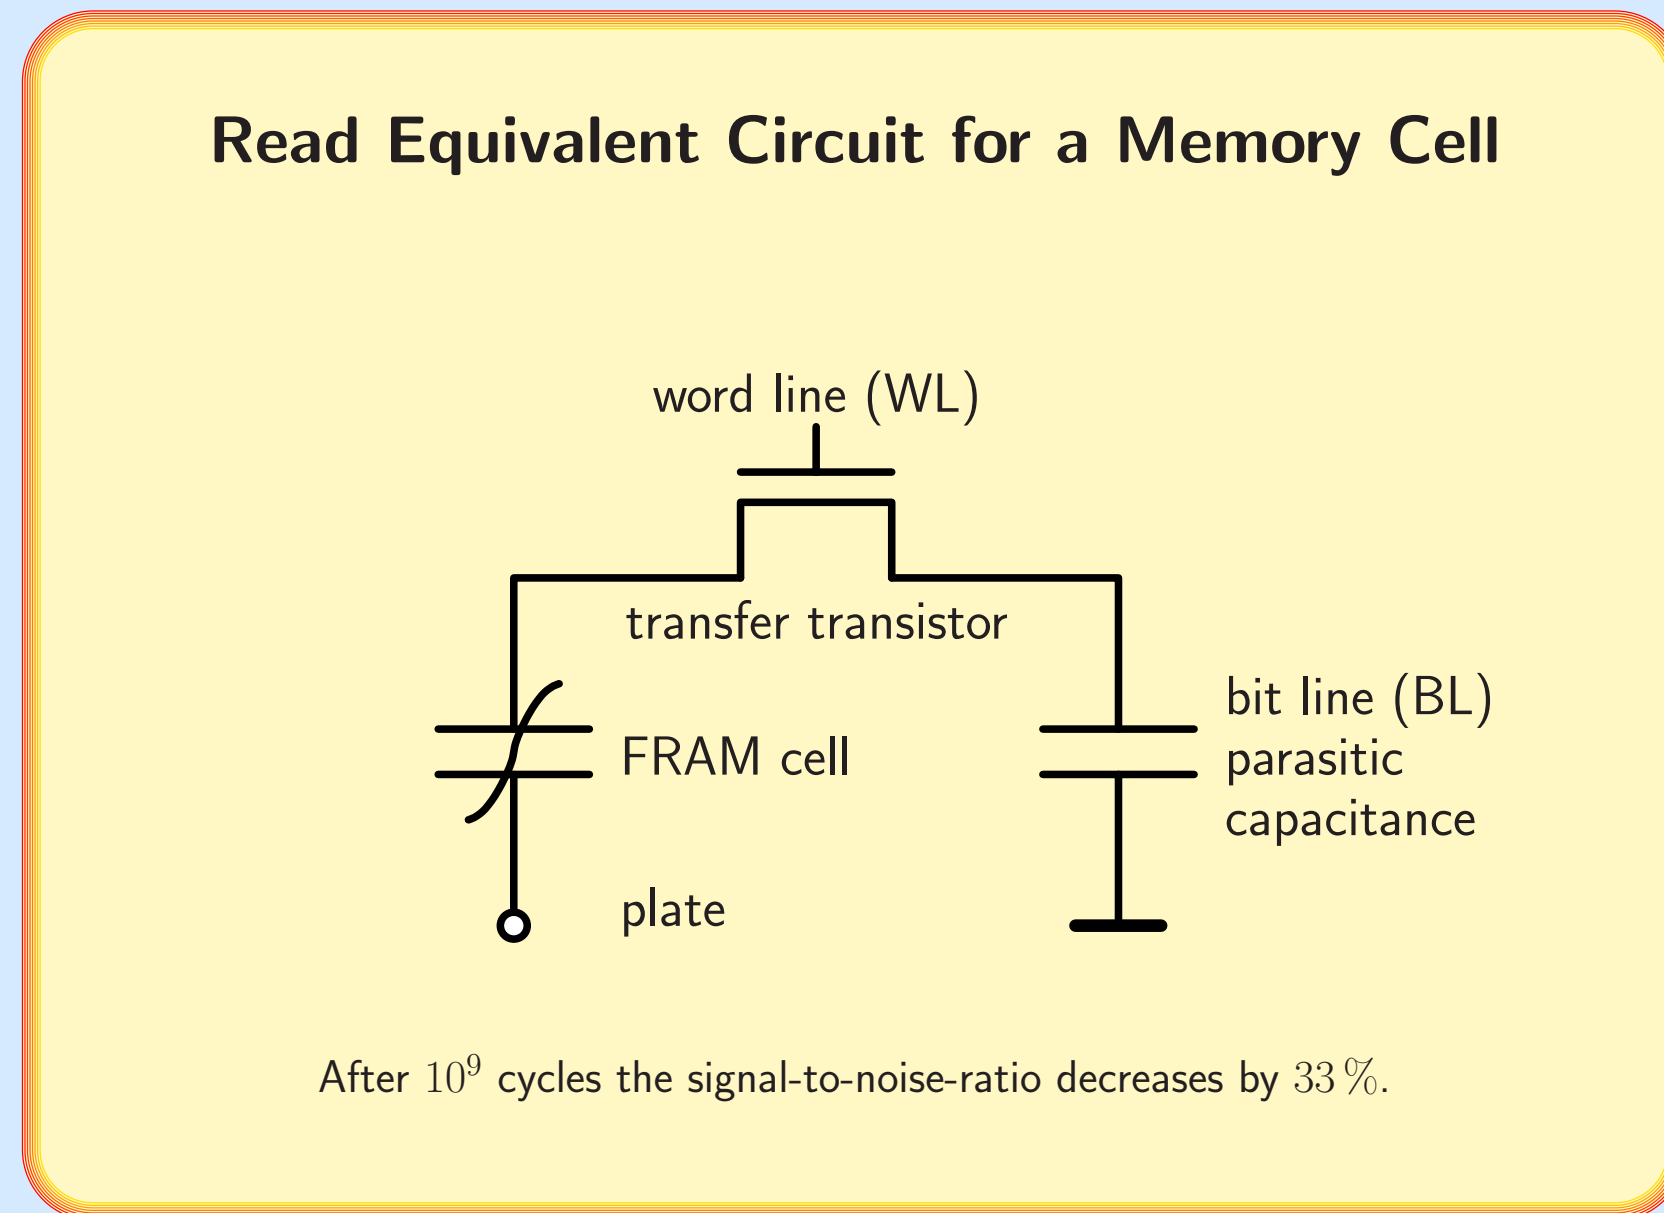 Read Equivalent Circuit for a Memory Cell
word line (WL)
transfer transistor
FRAM cell
bit line (BL)
parasitic
capacitance
plate
After 10⁹ cycles the signal-to-noise-ratio decreases by 33 %.